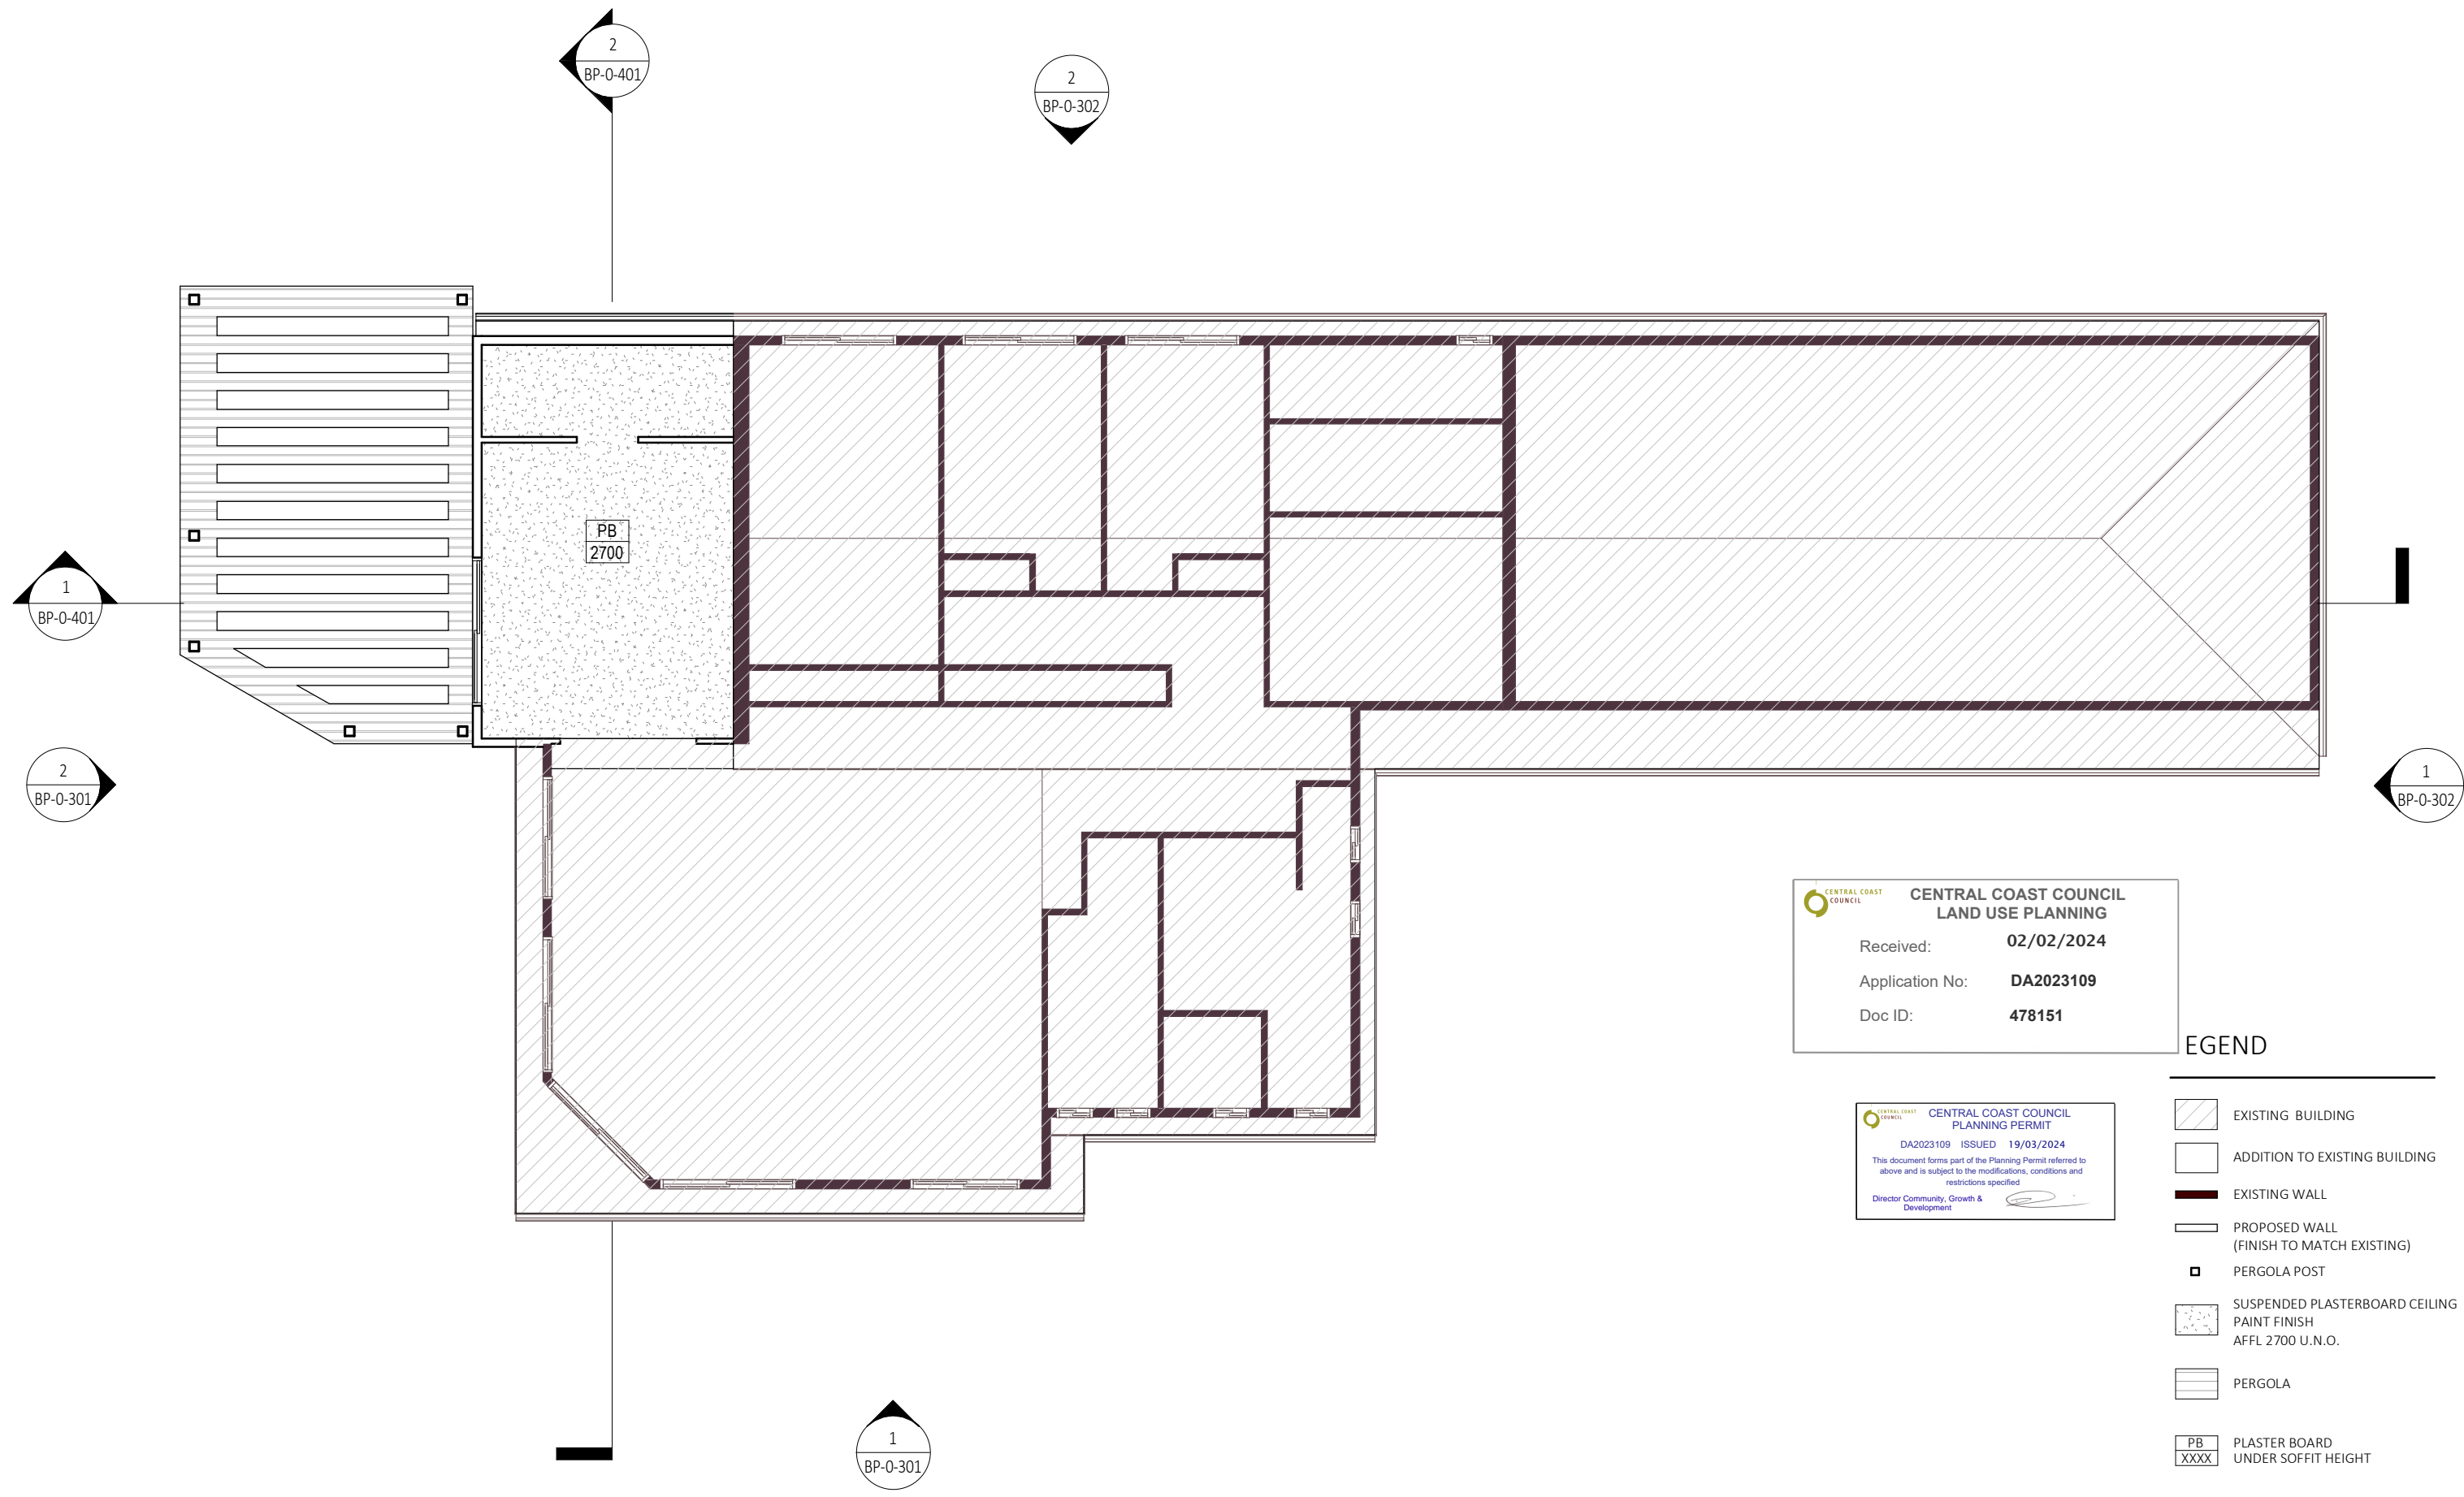 2
BP-0-401
2
BP-0-302
PB
2700
1
BP-0-401
2
BP-0-301
1
BP-0-302
CENTRAL COAST
COUNCIL
CENTRAL COAST COUNCIL
LAND USE PLANNING
Received: 02/02/2024
Application No: DA2023109
Doc ID: 478151
EGEND
EXISTING BUILDING
ADDITION TO EXISTING BUILDING
EXISTING WALL
PROPOSED WALL
(FINISH TO MATCH EXISTING)
PERGOLA POST
SUSPENDED PLASTERBOARD CEILING
PAINT FINISH
AFFL 2700 U.N.O.
PERGOLA
PB
XXXX
PLASTER BOARD
UNDER SOFFIT HEIGHT
CENTRAL COAST
COUNCIL
CENTRAL COAST COUNCIL
PLANNING PERMIT
DA2023109 ISSUED 19/03/2024
This document forms part of the Planning Permit referred to
above and is subject to the modifications, conditions and
restrictions specified
Director Community, Growth &
Development
1
BP-0-301